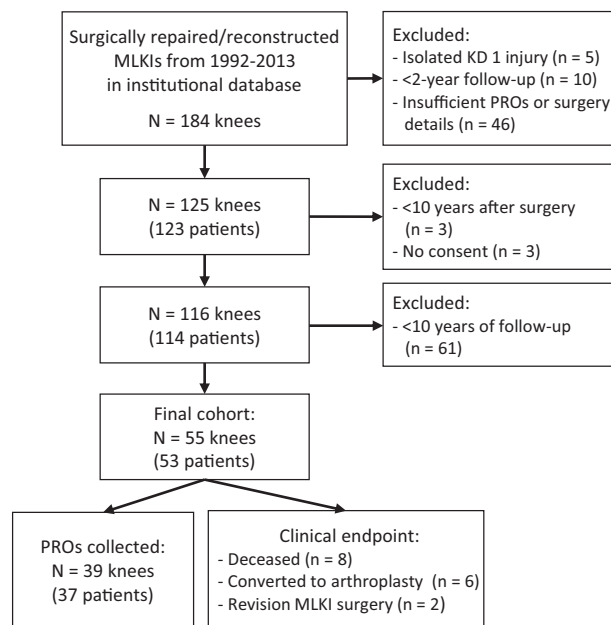 Surgically repaired/reconstructed
MLKIs from 1992-2013
in institutional database
N = 184 knees
Excluded:
- Isolated KD 1 injury (n = 5)
- <2-year follow-up (n = 10)
- Insufficient PROs or surgery
details (n = 46)
N = 125 knees
(123 patients)
Excluded:
- <10 years after surgery
(n = 3)
- No consent (n = 3)
N = 116 knees
(114 patients)
Excluded:
- <10 years of follow-up
(n = 61)
Final cohort:
N = 55 knees
(53 patients)
PROs collected:
N = 39 knees
(37 patients)
Clinical endpoint:
- Deceased (n = 8)
- Converted to arthroplasty (n = 6)
- Revision MLKI surgery (n = 2)